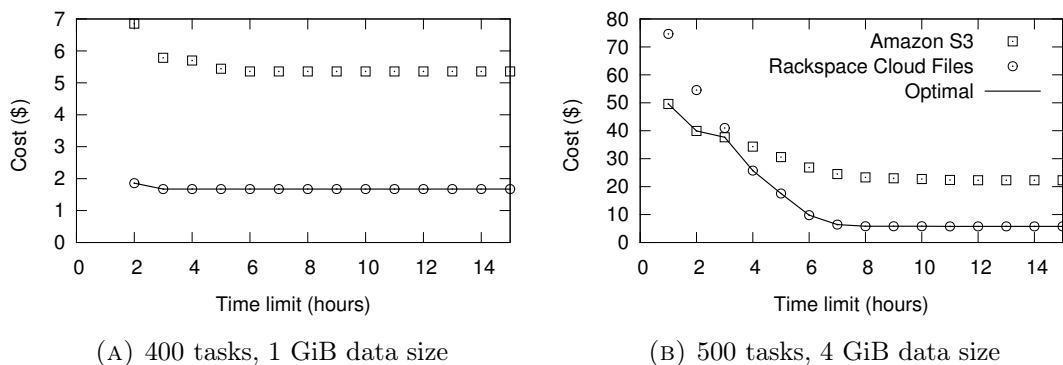 7
6
5
4
3
2
1
0
Cost ($)
0 2 4 6 8 10 12 14
Time limit (hours)
(A) 400 tasks, 1 GiB data size
80
70
60
50
40
30
20
10
0
Cost ($)
Amazon S3
Rackspace Cloud Files
Optimal
0 2 4 6 8 10 12 14
Time limit (hours)
(B) 500 tasks, 4 GiB data size